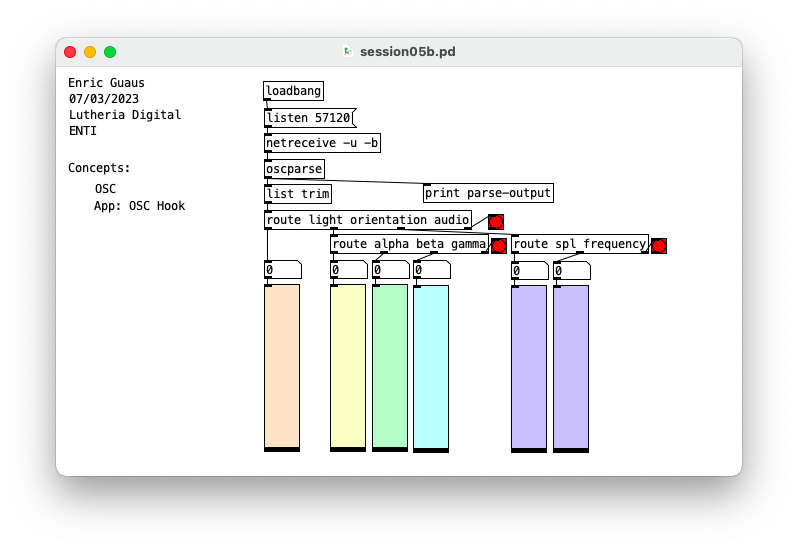 session05b.pd
Enric Guaus
07/03/2023
Lutheria Digital
ENTI
Concepts:
OSC
App: OSC Hook
loadbang
listen 57120
netreceive -u -b
oscparse
list trim
print parse-output
route light orientation audio
route alpha beta gamma
route spl frequency
0
0
0
0
0
0